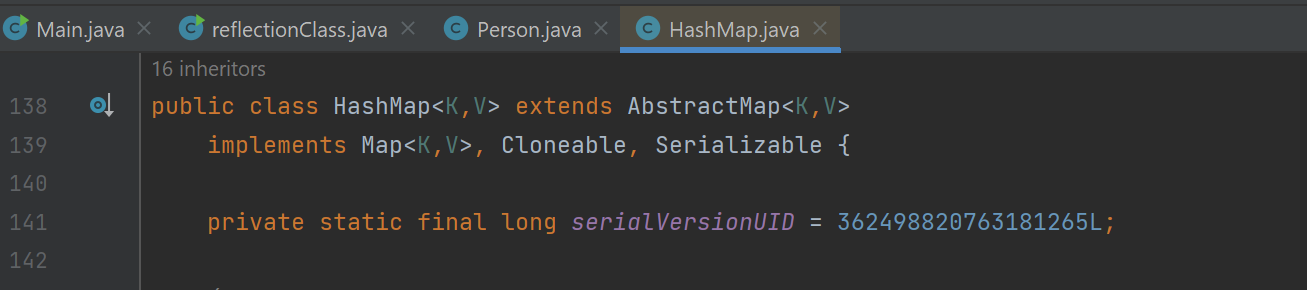 Main.java reflectionClass.java Person.java HashMap.java
16 inheritors
138 public class HashMap<K,V> extends AbstractMap<K,V>
139 implements Map<K,V>, Cloneable, Serializable {
140
141 private static final long serialVersionUID = 362498820763181265L;
142